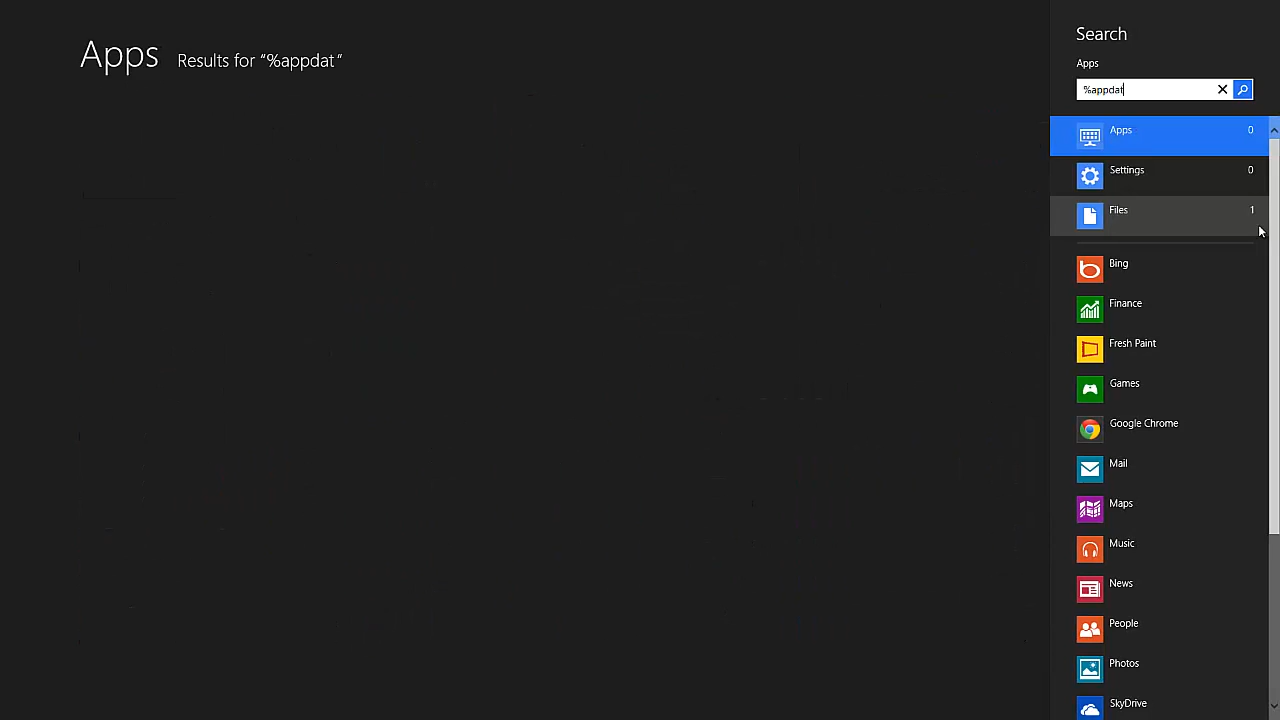 Apps Results for “%appdat”
Search
Apps
%appdat
Apps 0
Settings 0
Files 1
Bing
Finance
Fresh Paint
Games
Google Chrome
Mail
Maps
Music
News
People
Photos
SkyDrive